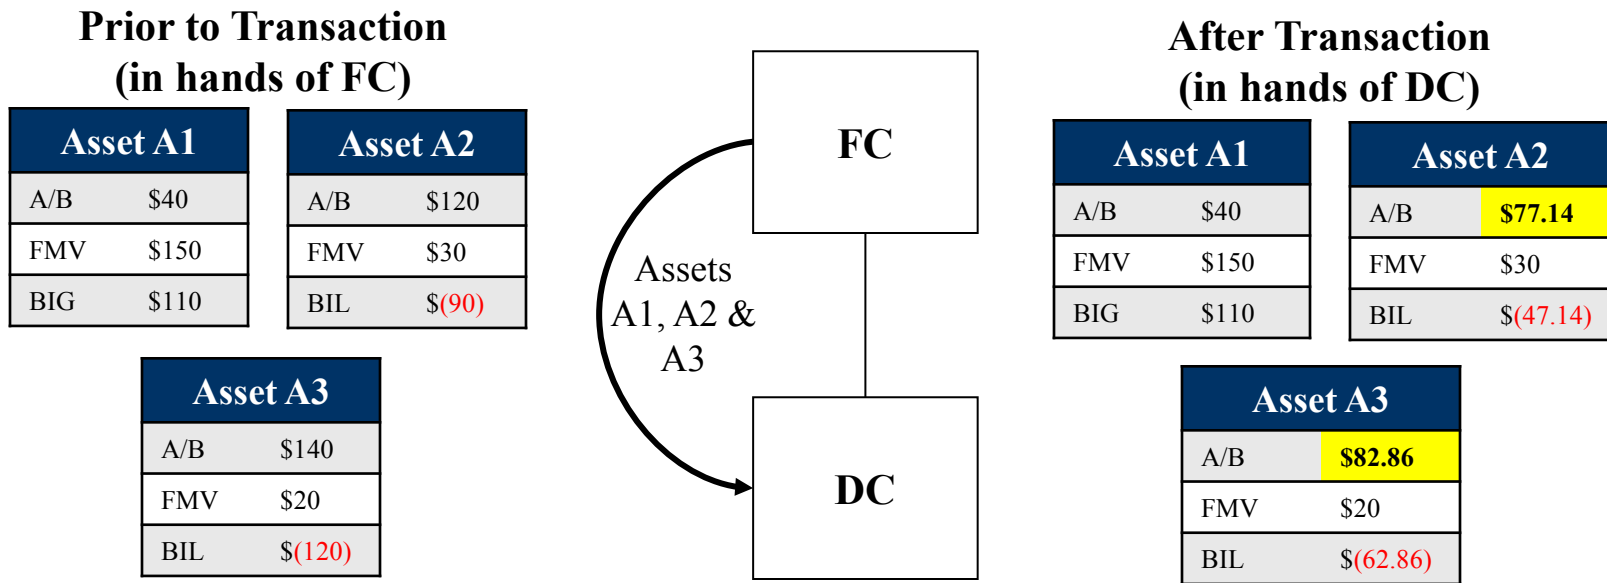 Prior to Transaction
(in hands of FC)
Asset A1
A/B $40
FMV $150
BIG $110
Asset A2
A/B $120
FMV $30
BIL $(90)
Asset A3
A/B $140
FMV $20
BIL $(120)
FC
Assets
A1, A2 &
A3
DC
After Transaction
(in hands of DC)
Asset A1
A/B $40
FMV $150
BIG $110
Asset A2
A/B $77.14
FMV $30
BIL $(47.14)
Asset A3
A/B $82.86
FMV $20
BIL $(62.86)